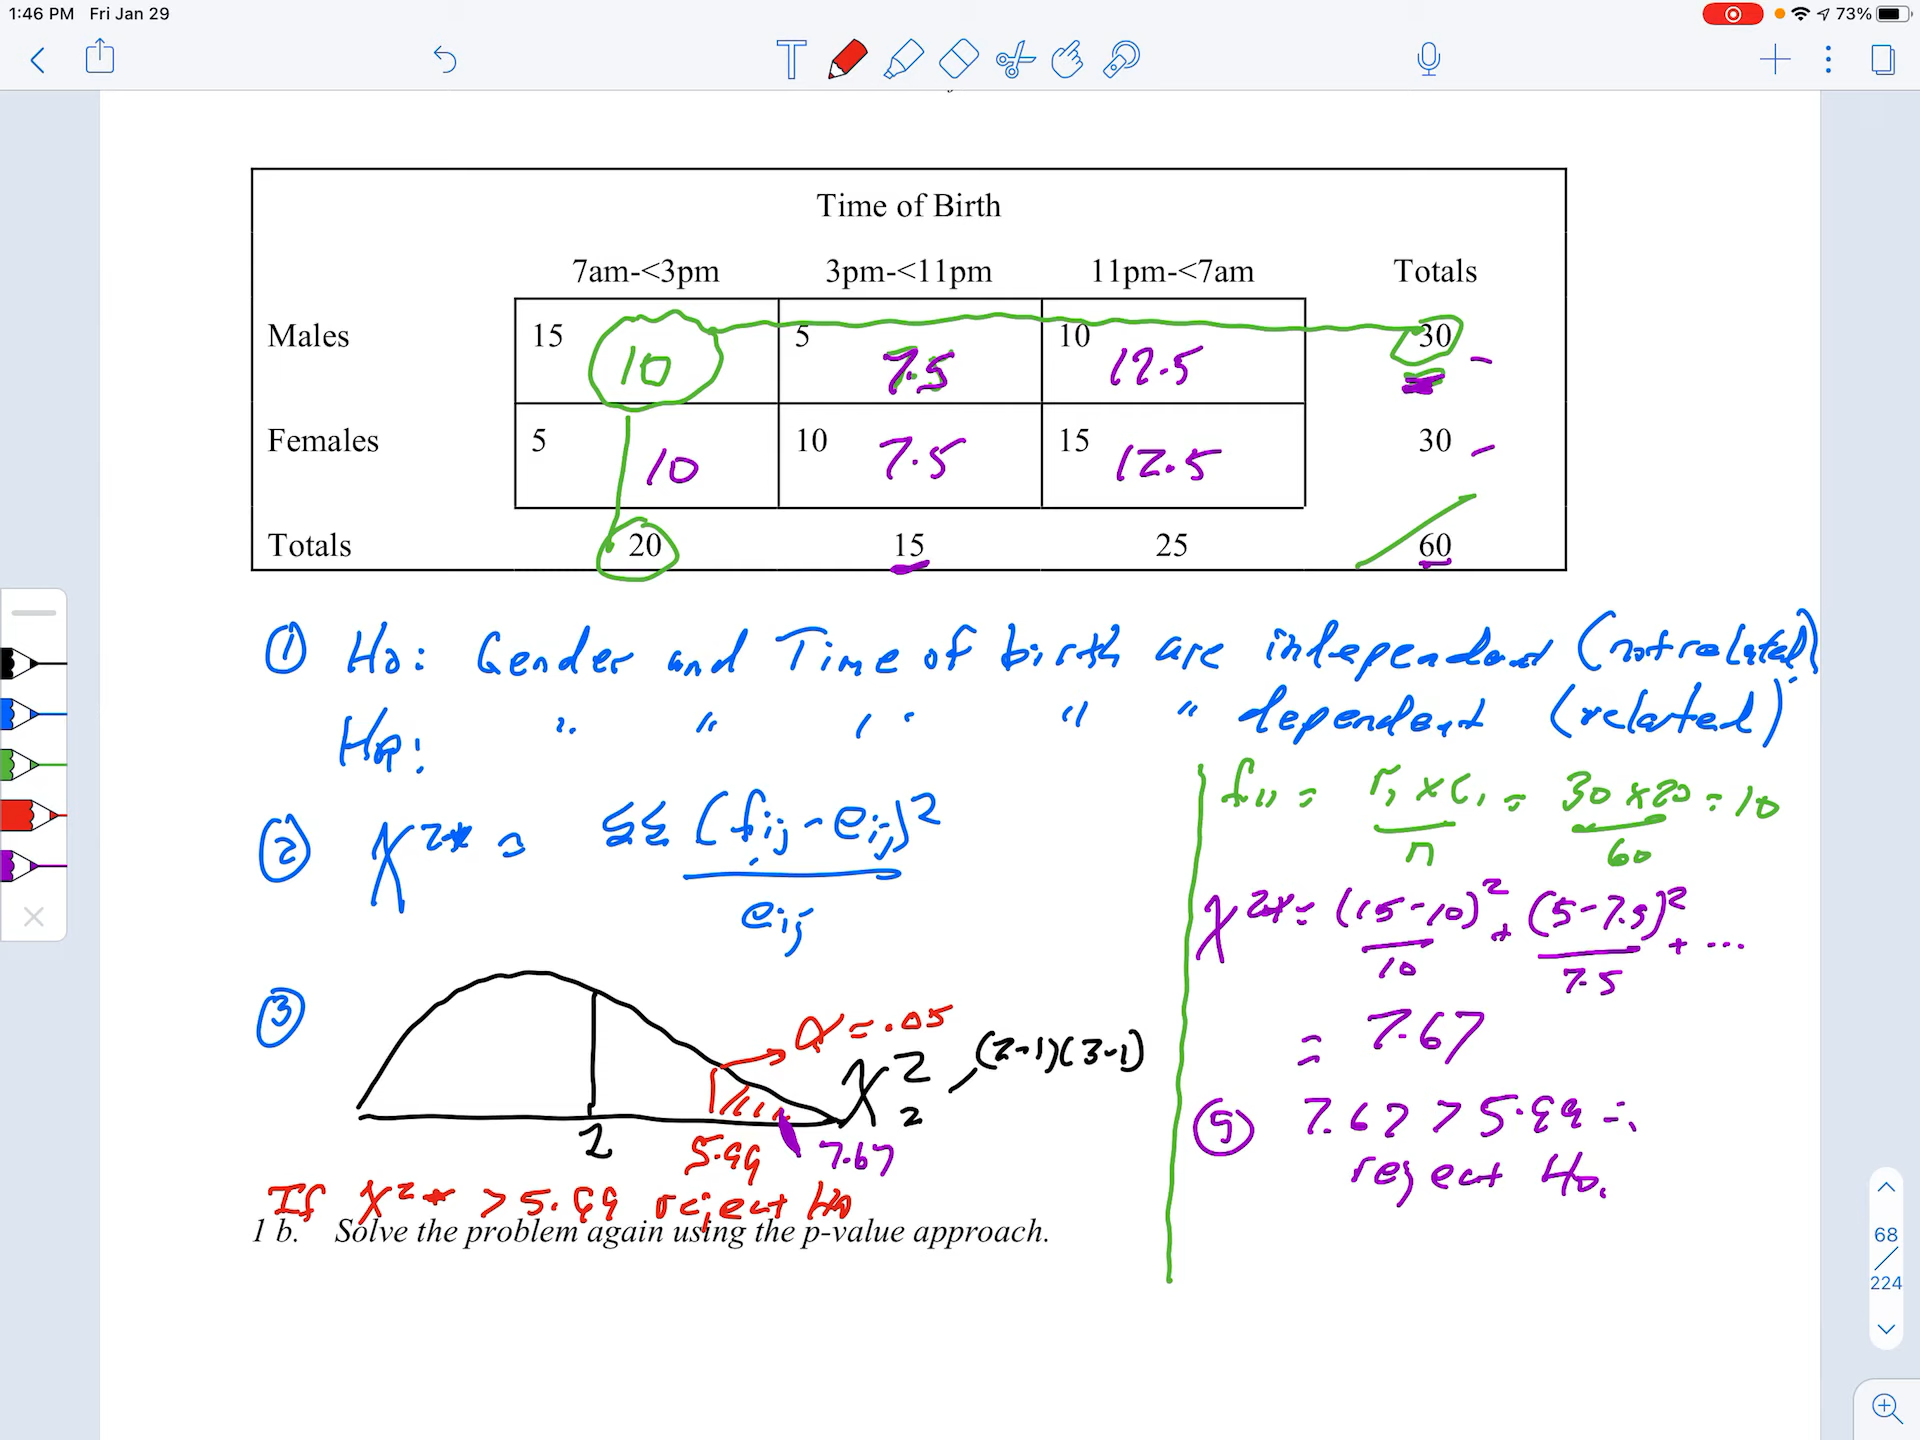 1:46 PM Fri Jan 29
73%
Time of Birth
7am-<3pm 3pm-<11pm 11pm-<7am Totals
Males 15 10 5 7.5 10 12.5 30
Females 5 10 10 7.5 15 12.5 30
Totals 20 15 25 60
① Ho: Gender and Time of birth are independent (not related)
Ha: " " " " " dependent (related)
② χ²* = ΣΣ (fij - eij)²
eij
f11 = r1 x c1 = 30 x 20 = 10
n 60
χ²* = (15-10)² + (5-7.5)² + ...
10 7.5
= 7.67
③ α = .05
χ² 2 , (2-1)(3-1)
2 5.99 7.67
If χ²* > 5.99 reject Ho
⑤ 7.67 > 5.99 ∴
reject Ho.
1 b. Solve the problem again using the p-value approach.
68
224